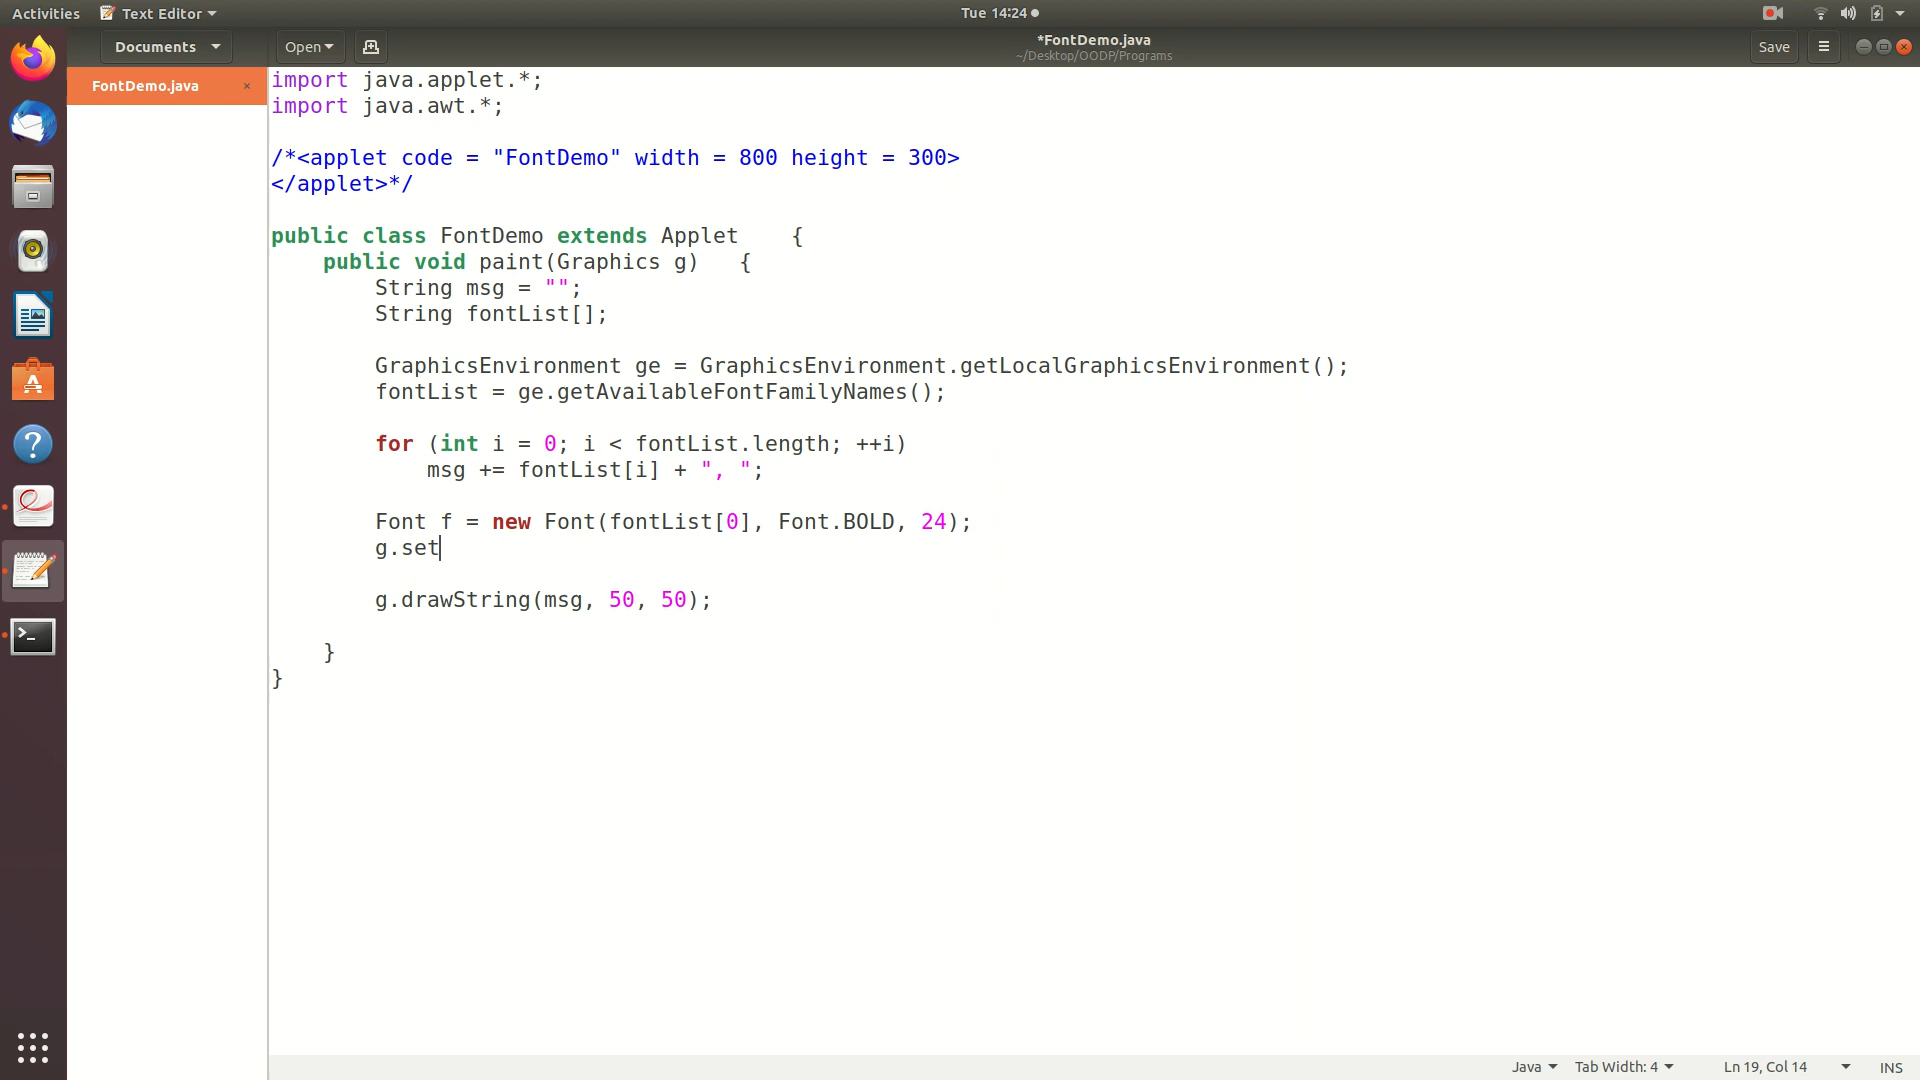 Activities Text Editor Tue 14:24
Documents Open *FontDemo.java Save
~/Desktop/OODP/Programs
FontDemo.java ×
import java.applet.*;
import java.awt.*;
/*<applet code = "FontDemo" width = 800 height = 300>
</applet>*/
public class FontDemo extends Applet    {
    public void paint(Graphics g)   {
        String msg = "";
        String fontList[];
        GraphicsEnvironment ge = GraphicsEnvironment.getLocalGraphicsEnvironment();
        fontList = ge.getAvailableFontFamilyNames();
        for (int i = 0; i < fontList.length; ++i)
            msg += fontList[i] + ", ";
        Font f = new Font(fontList[0], Font.BOLD, 24);
        g.set
        g.drawString(msg, 50, 50);
    }
}
Java Tab Width: 4 Ln 19, Col 14 INS